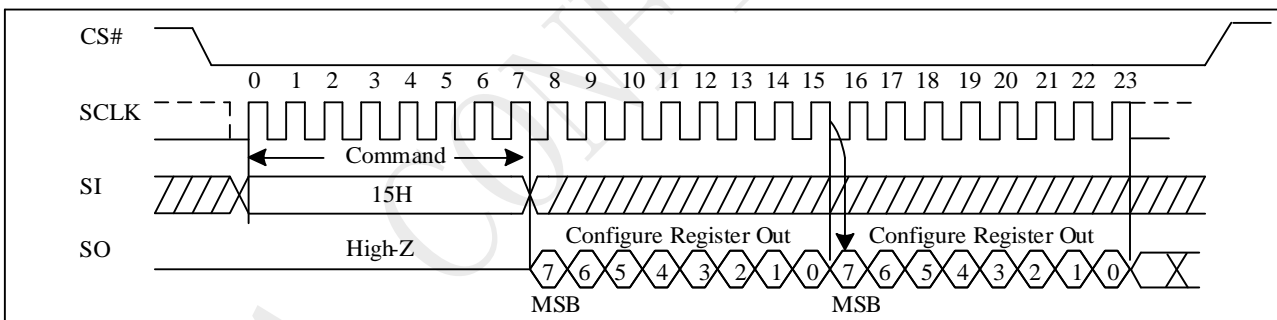 CS#
0 1 2 3 4 5 6 7 8 9 10 11 12 13 14 15 16 17 18 19 20 21 22 23
SCLK
Command
SI
15H
SO
High-Z
Configure Register Out
Configure Register Out
7 6 5 4 3 2 1 0 7 6 5 4 3 2 1 0
MSB
MSB